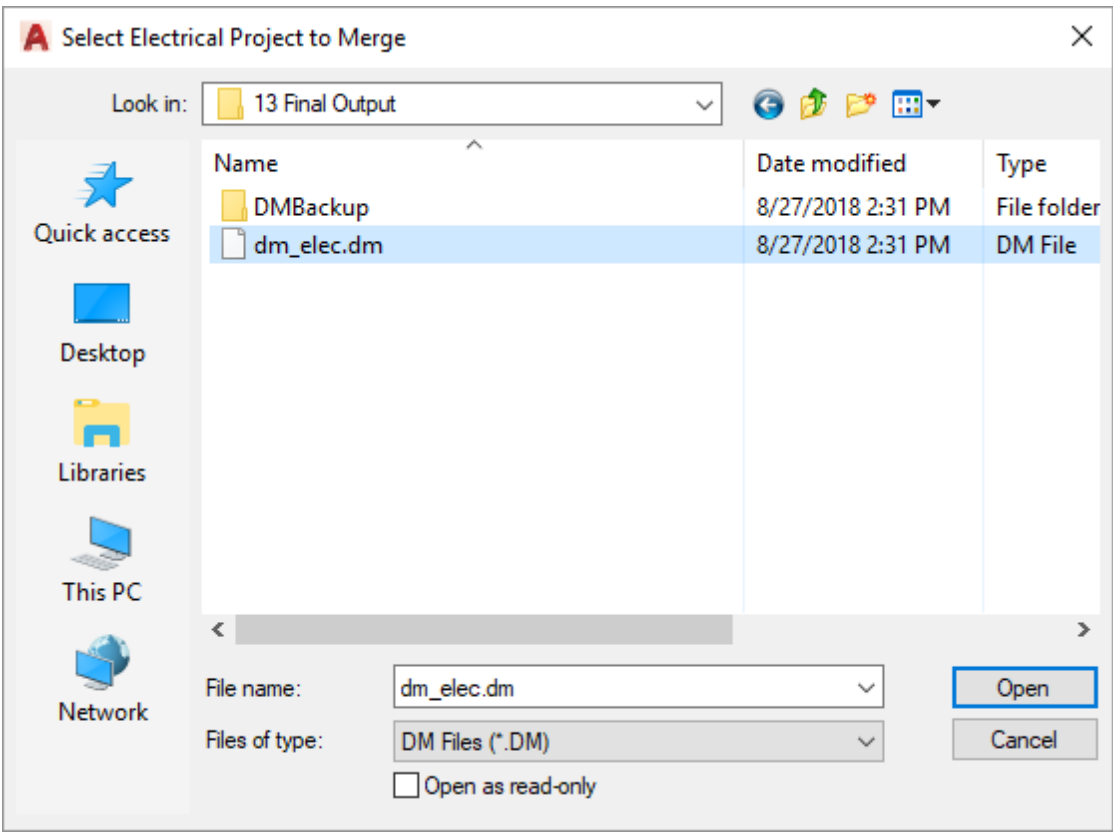 Select Electrical Project to Merge
Look in: 13 Final Output
Name Date modified Type
DMBackup 8/27/2018 2:31 PM File folder
dm_elec.dm 8/27/2018 2:31 PM DM File
Quick access
Desktop
Libraries
This PC
Network
File name: dm_elec.dm Open
Files of type: DM Files (*.DM) Cancel
Open as read-only